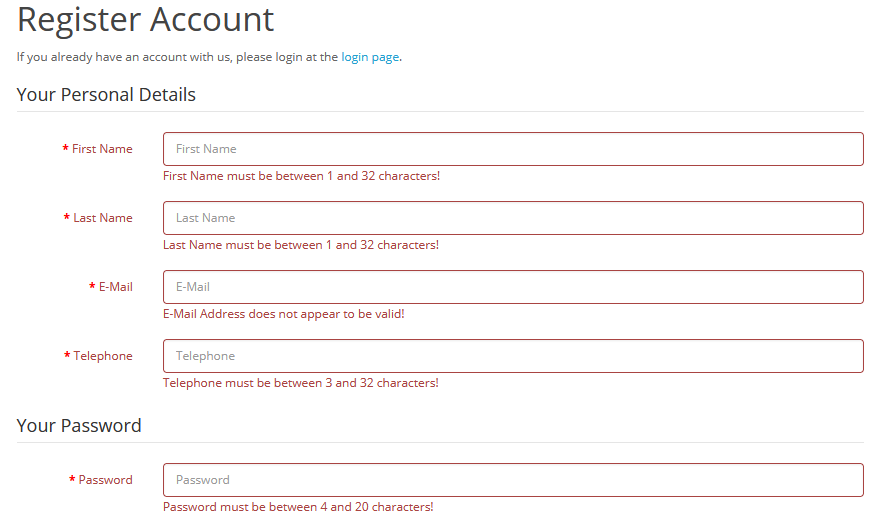 Register Account
If you already have an account with us, please login at the login page.
Your Personal Details
* First Name
First Name
First Name must be between 1 and 32 characters!
* Last Name
Last Name
Last Name must be between 1 and 32 characters!
* E-Mail
E-Mail
E-Mail Address does not appear to be valid!
* Telephone
Telephone
Telephone must be between 3 and 32 characters!
Your Password
* Password
Password
Password must be between 4 and 20 characters!